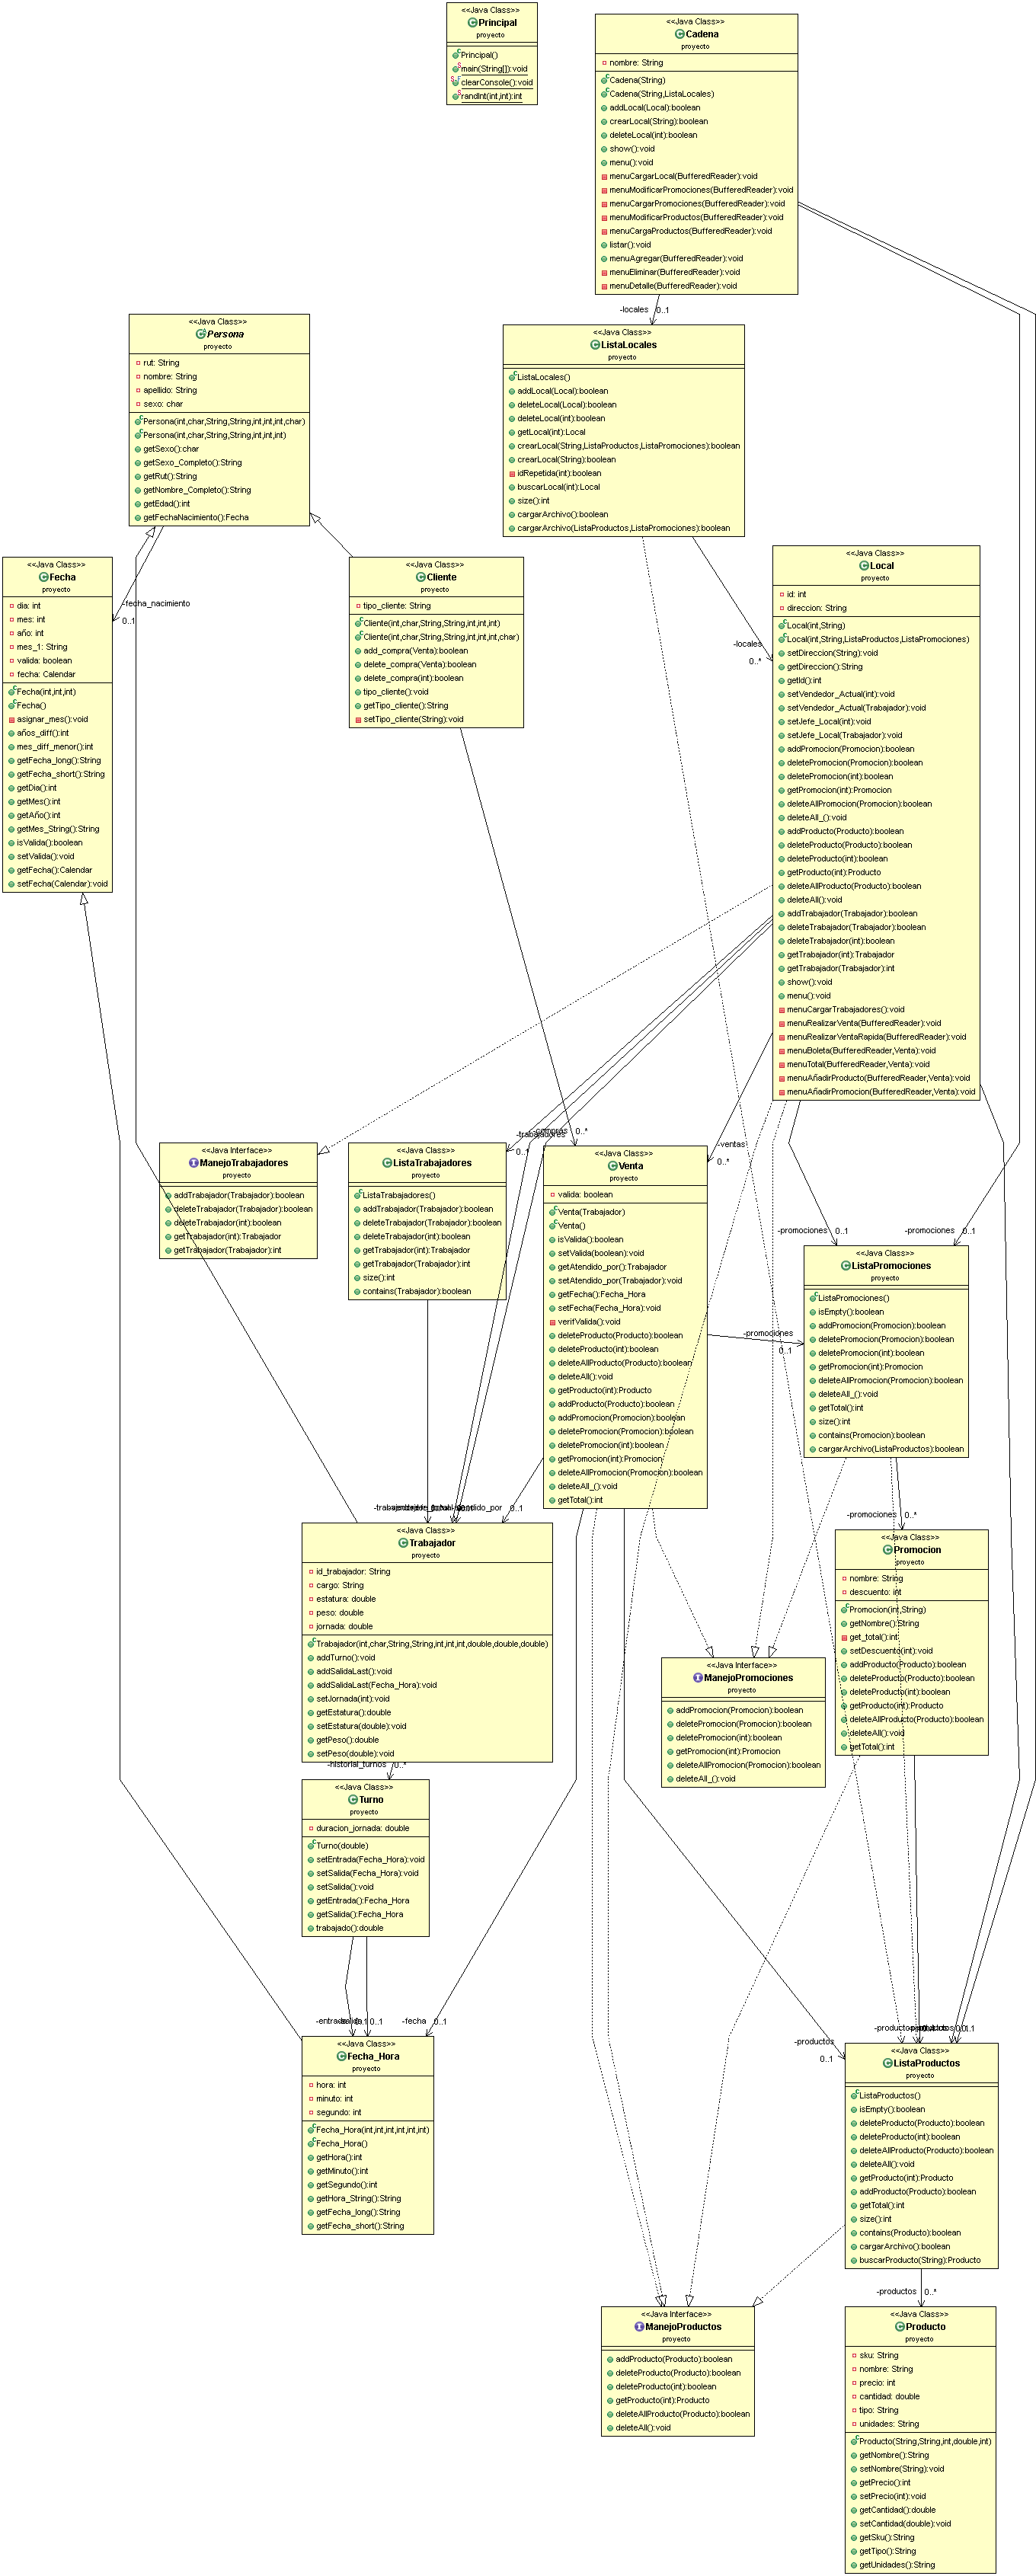 <<Java Class>>
Principal
proyecto
Principal()
main(String[]):void
clearConsole():void
randInt(int,int):int
<<Java Class>>
Cadena
proyecto
nombre: String
Cadena(String)
Cadena(String,ListaLocales)
addLocal(Local):boolean
crearLocal(String):boolean
deleteLocal(int):boolean
show():void
menu():void
menuCargarLocal(BufferedReader):void
menuModificarPromociones(BufferedReader):void
menuCargarPromociones(BufferedReader):void
menuModificarProductos(BufferedReader):void
menuCargaProductos(BufferedReader):void
listar():void
menuAgregar(BufferedReader):void
menuEliminar(BufferedReader):void
menuDetalle(BufferedReader):void
-locales 0..1
<<Java Class>>
Persona
proyecto
rut: String
nombre: String
apellido: String
sexo: char
Persona(int,char,String,String,int,int,int,char)
Persona(int,char,String,String,int,int,int)
getSexo():char
getSexo_Completo():String
getRut():String
getNombre_Completo():String
getEdad():int
getFechaNacimiento():Fecha
<<Java Class>>
ListaLocales
proyecto
ListaLocales()
addLocal(Local):boolean
deleteLocal(Local):boolean
deleteLocal(int):boolean
getLocal(int):Local
crearLocal(String,ListaProductos,ListaPromociones):boolean
crearLocal(String):boolean
idRepetida(int):boolean
buscarLocal(int):Local
size():int
cargarArchivo():boolean
cargarArchivo(ListaProductos,ListaPromociones):boolean
<<Java Class>>
Fecha
proyecto
dia: int
mes: int
año: int
mes_1: String
valida: boolean
fecha: Calendar
Fecha(int,int,int)
Fecha()
asignar_mes():void
años_diff():int
mes_diff_menor():int
getFecha_long():String
getFecha_short():String
getDia():int
getMes():int
getAño():int
getMes_String():String
isValida():boolean
setValida():void
getFecha():Calendar
setFecha(Calendar):void
-fecha_nacimiento
0..1
<<Java Class>>
Cliente
proyecto
tipo_cliente: String
Cliente(int,char,String,String,int,int,int)
Cliente(int,char,String,String,int,int,int,char)
add_compra(Venta):boolean
delete_compra(Venta):boolean
delete_compra(int):boolean
tipo_cliente():void
getTipo_cliente():String
setTipo_cliente(String):void
-locales
0..*
<<Java Class>>
Local
proyecto
id: int
direccion: String
Local(int,String)
Local(int,String,ListaProductos,ListaPromociones)
setDireccion(String):void
getDireccion():String
getId():int
setVendedor_Actual(int):void
setVendedor_Actual(Trabajador):void
setJefe_Local(int):void
setJefe_Local(Trabajador):void
addPromocion(Promocion):boolean
deletePromocion(Promocion):boolean
deletePromocion(int):boolean
getPromocion(int):Promocion
deleteAllPromocion(Promocion):boolean
deleteAll_():void
addProducto(Producto):boolean
deleteProducto(Producto):boolean
deleteProducto(int):boolean
getProducto(int):Producto
deleteAllProducto(Producto):boolean
deleteAll():void
addTrabajador(Trabajador):boolean
deleteTrabajador(Trabajador):boolean
deleteTrabajador(int):boolean
getTrabajador(int):Trabajador
getTrabajador(Trabajador):int
show():void
menu():void
menuCargarTrabajadores():void
menuRealizarVenta(BufferedReader):void
menuRealizarVentaRapida(BufferedReader):void
menuBoleta(BufferedReader,Venta):void
menuTotal(BufferedReader,Venta):void
menuAñadirProducto(BufferedReader,Venta):void
menuAñadirPromocion(BufferedReader,Venta):void
<<Java Interface>>
ManejoTrabajadores
proyecto
addTrabajador(Trabajador):boolean
deleteTrabajador(Trabajador):boolean
deleteTrabajador(int):boolean
getTrabajador(int):Trabajador
getTrabajador(Trabajador):int
<<Java Class>>
ListaTrabajadores
proyecto
ListaTrabajadores()
addTrabajador(Trabajador):boolean
deleteTrabajador(Trabajador):boolean
deleteTrabajador(int):boolean
getTrabajador(int):Trabajador
getTrabajador(Trabajador):int
size():int
contains(Trabajador):boolean
-trabajadores
0..*
-compras 0..*
-ventas
0..*
<<Java Class>>
Venta
proyecto
valida: boolean
Venta(Trabajador)
Venta()
isValida():boolean
setValida(boolean):void
getAtendido_por():Trabajador
setAtendido_por(Trabajador):void
getFecha():Fecha_Hora
setFecha(Fecha_Hora):void
verifValida():void
deleteProducto(Producto):boolean
deleteProducto(int):boolean
deleteAllProducto(Producto):boolean
deleteAll():void
getProducto(int):Producto
addProducto(Producto):boolean
addPromocion(Promocion):boolean
deletePromocion(Promocion):boolean
deletePromocion(int):boolean
getPromocion(int):Promocion
deleteAllPromocion(Promocion):boolean
deleteAll_():void
getTotal():int
-promociones 0..1
-promociones 0..1
-promociones
0..1
<<Java Class>>
ListaPromociones
proyecto
ListaPromociones()
isEmpty():boolean
addPromocion(Promocion):boolean
deletePromocion(Promocion):boolean
deletePromocion(int):boolean
getPromocion(int):Promocion
deleteAllPromocion(Promocion):boolean
deleteAll_():void
getTotal():int
size():int
contains(Promocion):boolean
cargarArchivo(ListaProductos):boolean
0..1
-promociones 0..*
<<Java Class>>
Trabajador
proyecto
id_trabajador: String
cargo: String
estatura: double
peso: double
jornada: double
Trabajador(int,char,String,String,int,int,int,double,double,double)
addTurno():void
addSalidaLast():void
addSalidaLast(Fecha_Hora):void
setJornada(int):void
getEstatura():double
setEstatura(double):void
getPeso():double
setPeso(double):void
-historial_turnos 0..*
<<Java Class>>
Promocion
proyecto
nombre: String
descuento: int
Promocion(int,String)
getNombre():String
get_total():int
setDescuento(int):void
addProducto(Producto):boolean
deleteProducto(Producto):boolean
deleteProducto(int):boolean
getProducto(int):Producto
deleteAllProducto(Producto):boolean
deleteAll():void
getTotal():int
<<Java Interface>>
ManejoPromociones
proyecto
addPromocion(Promocion):boolean
deletePromocion(Promocion):boolean
deletePromocion(int):boolean
getPromocion(int):Promocion
deleteAllPromocion(Promocion):boolean
deleteAll_():void
<<Java Class>>
Turno
proyecto
duracion_jornada: double
Turno(double)
setEntrada(Fecha_Hora):void
setSalida(Fecha_Hora):void
setSalida():void
getEntrada():Fecha_Hora
getSalida():Fecha_Hora
trabajado():double
0..1
-fecha 0..1
<<Java Class>>
Fecha_Hora
proyecto
hora: int
minuto: int
segundo: int
Fecha_Hora(int,int,int,int,int,int)
Fecha_Hora()
getHora():int
getMinuto():int
getSegundo():int
getHora_String():String
getFecha_long():String
getFecha_short():String
-productos
0..1
<<Java Class>>
ListaProductos
proyecto
ListaProductos()
isEmpty():boolean
deleteProducto(Producto):boolean
deleteProducto(int):boolean
deleteAllProducto(Producto):boolean
deleteAll():void
getProducto(int):Producto
addProducto(Producto):boolean
getTotal():int
size():int
contains(Producto):boolean
cargarArchivo():boolean
buscarProducto(String):Producto
-productos 0..*
<<Java Interface>>
ManejoProductos
proyecto
addProducto(Producto):boolean
deleteProducto(Producto):boolean
deleteProducto(int):boolean
getProducto(int):Producto
deleteAllProducto(Producto):boolean
deleteAll():void
<<Java Class>>
Producto
proyecto
sku: String
nombre: String
precio: int
cantidad: double
tipo: String
unidades: String
Producto(String,String,int,double,int)
getNombre():String
setNombre(String):void
getPrecio():int
setPrecio(int):void
getCantidad():double
setCantidad(double):void
getSku():String
getTipo():String
getUnidades():String